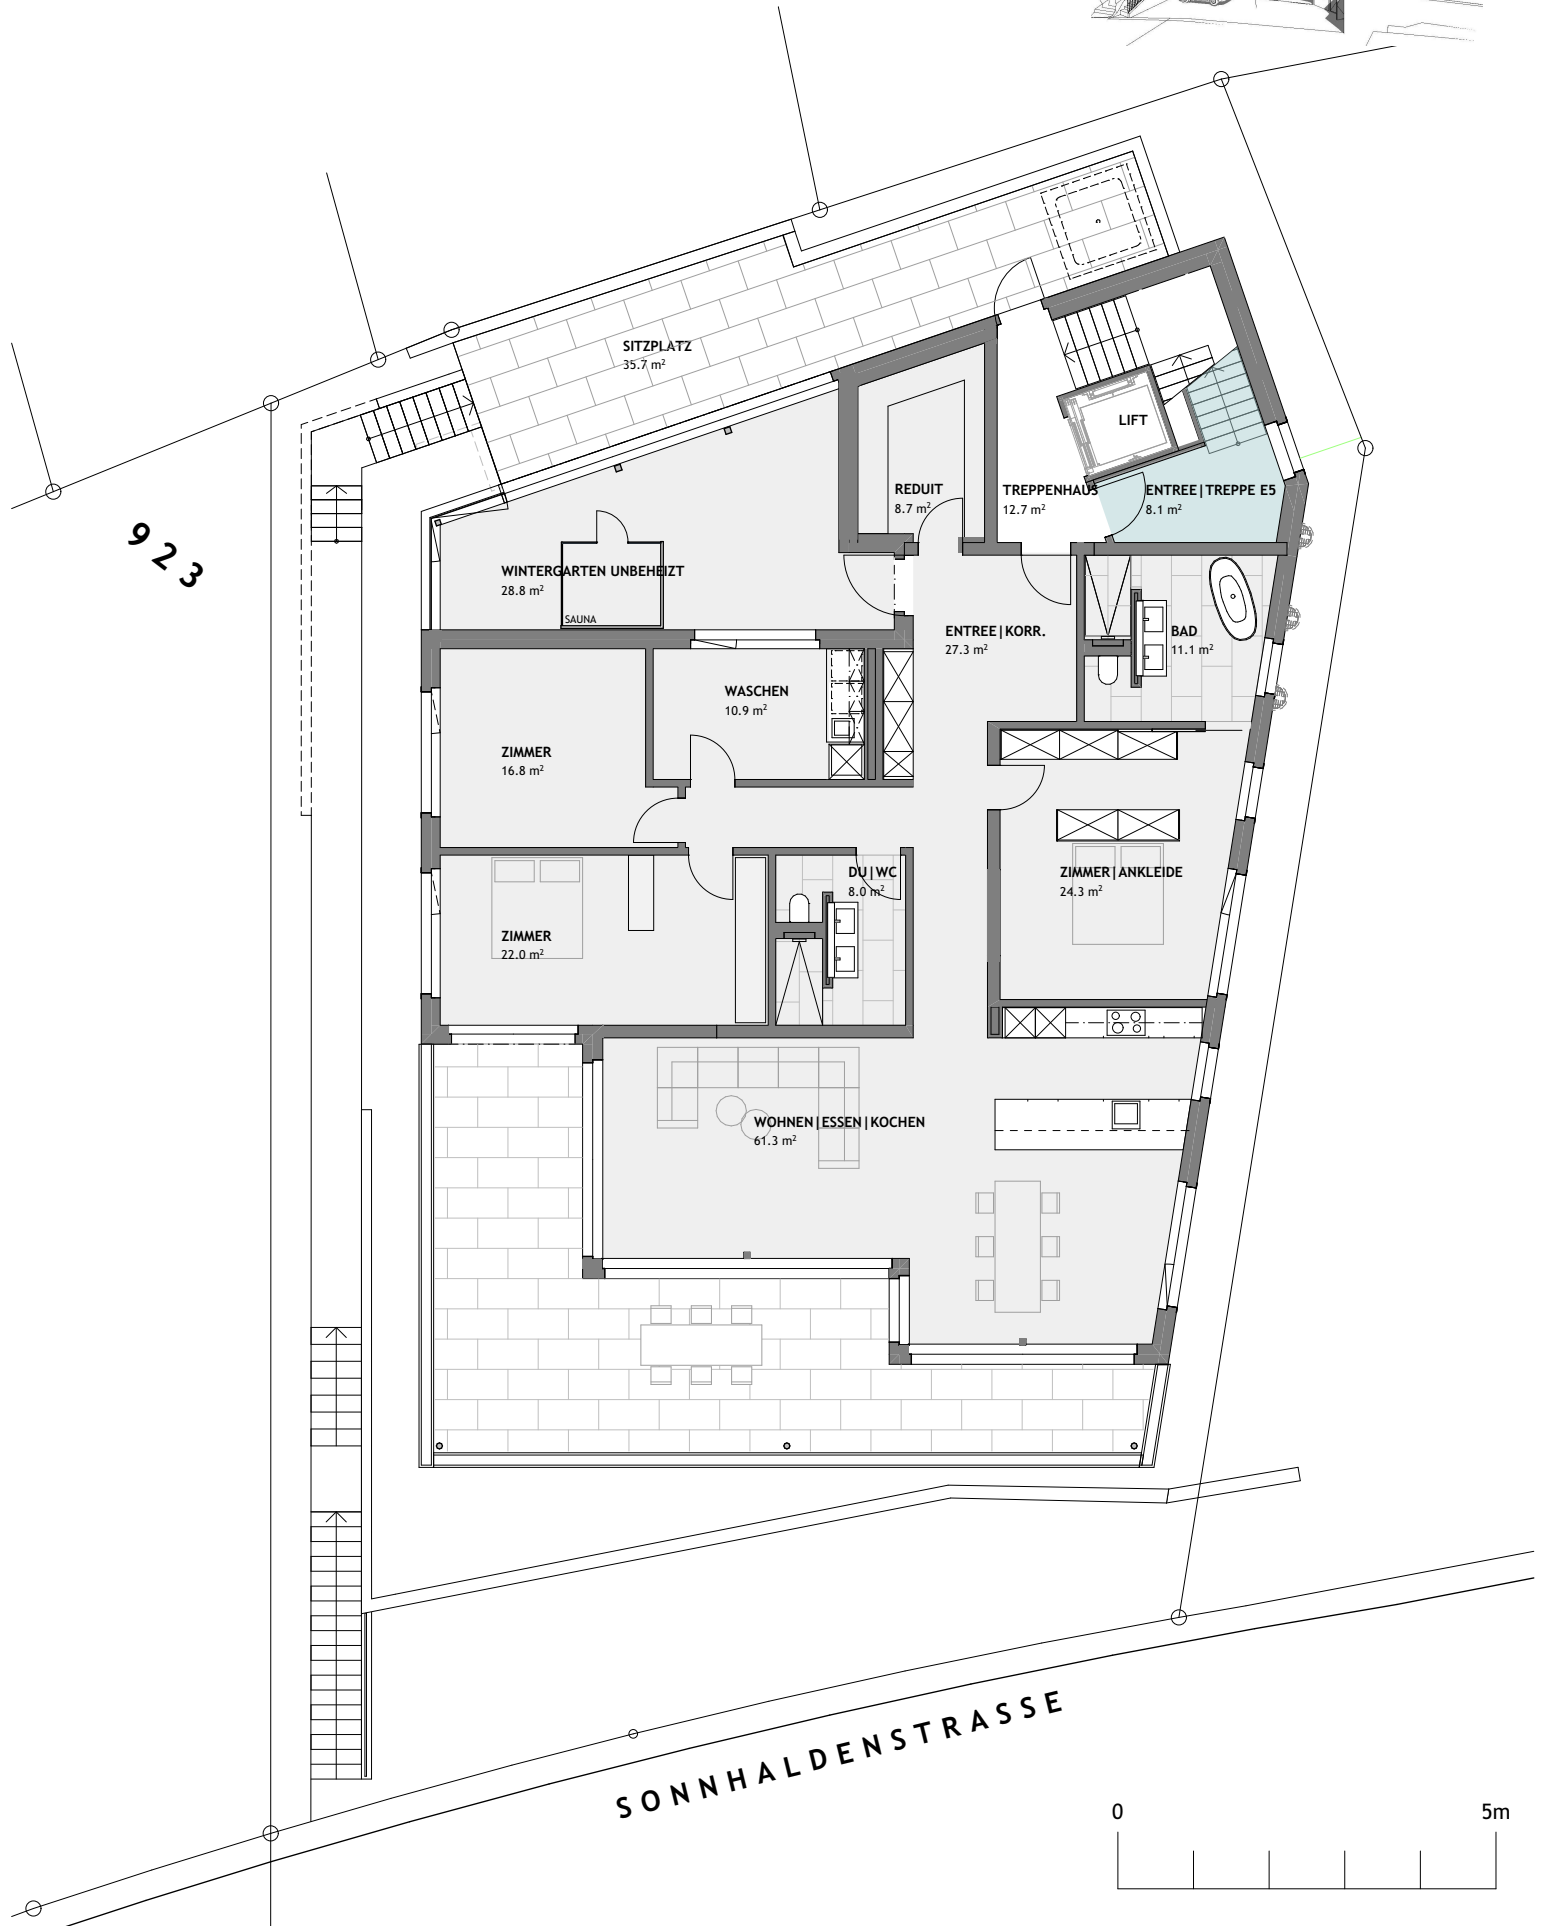 SITZPLATZ
35.7 m²
LIFT
REDUIT
8.7 m²
TREPPENHAUS
12.7 m²
ENTREE|TREPPE E5
8.1 m²
923
WINTERGARTEN UNBEHEIZT
28.8 m²
SAUNA
ENTREE|KORR.
27.3 m²
BAD
11.1 m²
WASCHEN
10.9 m²
ZIMMER
16.8 m²
DU|WC
8.0 m²
ZIMMER|ANKLEIDE
24.3 m²
ZIMMER
22.0 m²
WOHNEN|ESSEN|KOCHEN
61.3 m²
SONNHALDENSTRASSE
0 5m